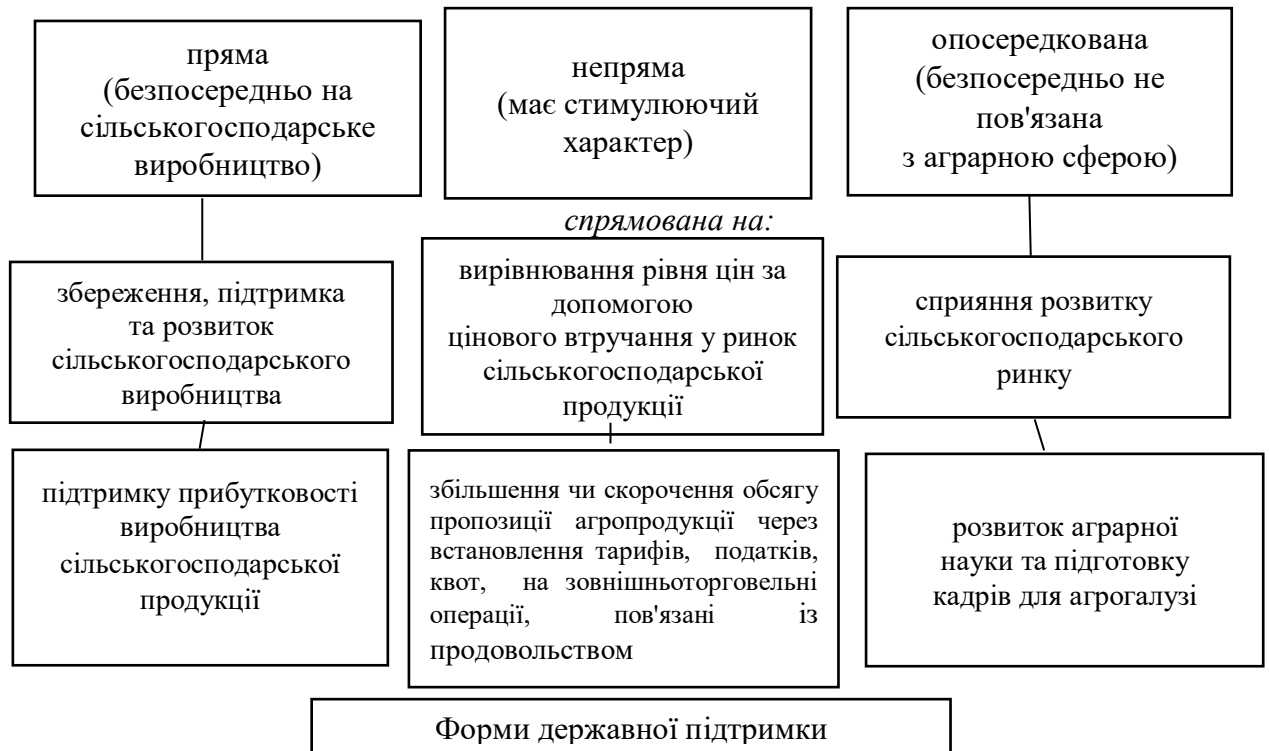 пряма
(безпосередньо на
сільськогосподарське
виробництво)
непряма
(має стимулюючий
характер)
опосередкована
(безпосередньо не
пов'язана
з аграрною сферою)
спрямована на:
збереження, підтримка
та розвиток
сільськогосподарського
виробництва
вирівнювання рівня цін за
допомогою
цінового втручання у ринок
сільськогосподарської
продукції
сприяння розвитку
сільськогосподарського
ринку
підтримку прибутковості
виробництва
сільськогосподарської
продукції
збільшення чи скорочення обсягу
пропозиції агропродукції через
встановлення тарифів, податків,
квот, на зовнішньоторговельні
операції, пов'язані із
продовольством
розвиток аграрної
науки та підготовку
кадрів для агрогалузі
Форми державної підтримки